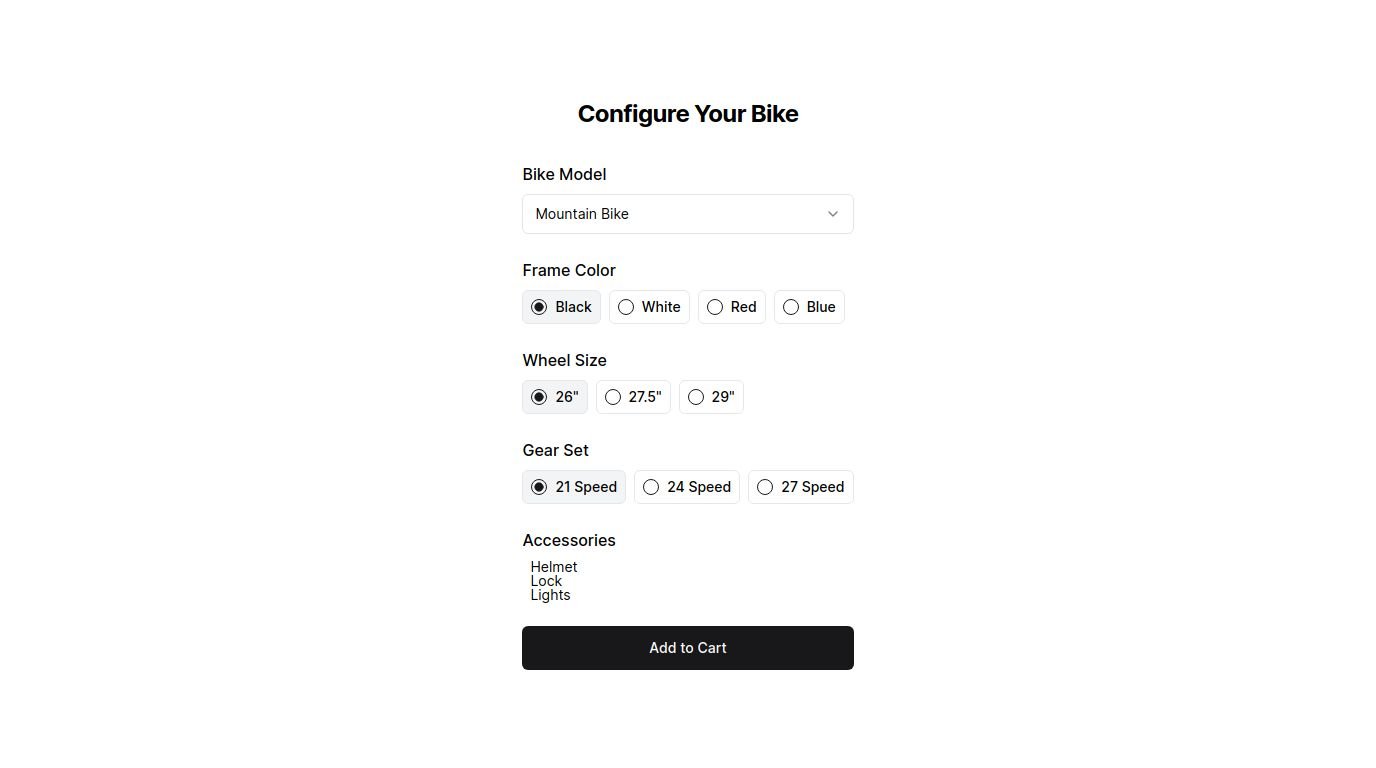 Configure Your Bike
Bike Model
Mountain Bike
Frame Color
Black White Red Blue
Wheel Size
26" 27.5" 29"
Gear Set
21 Speed 24 Speed 27 Speed
Accessories
Helmet
Lock
Lights
Add to Cart